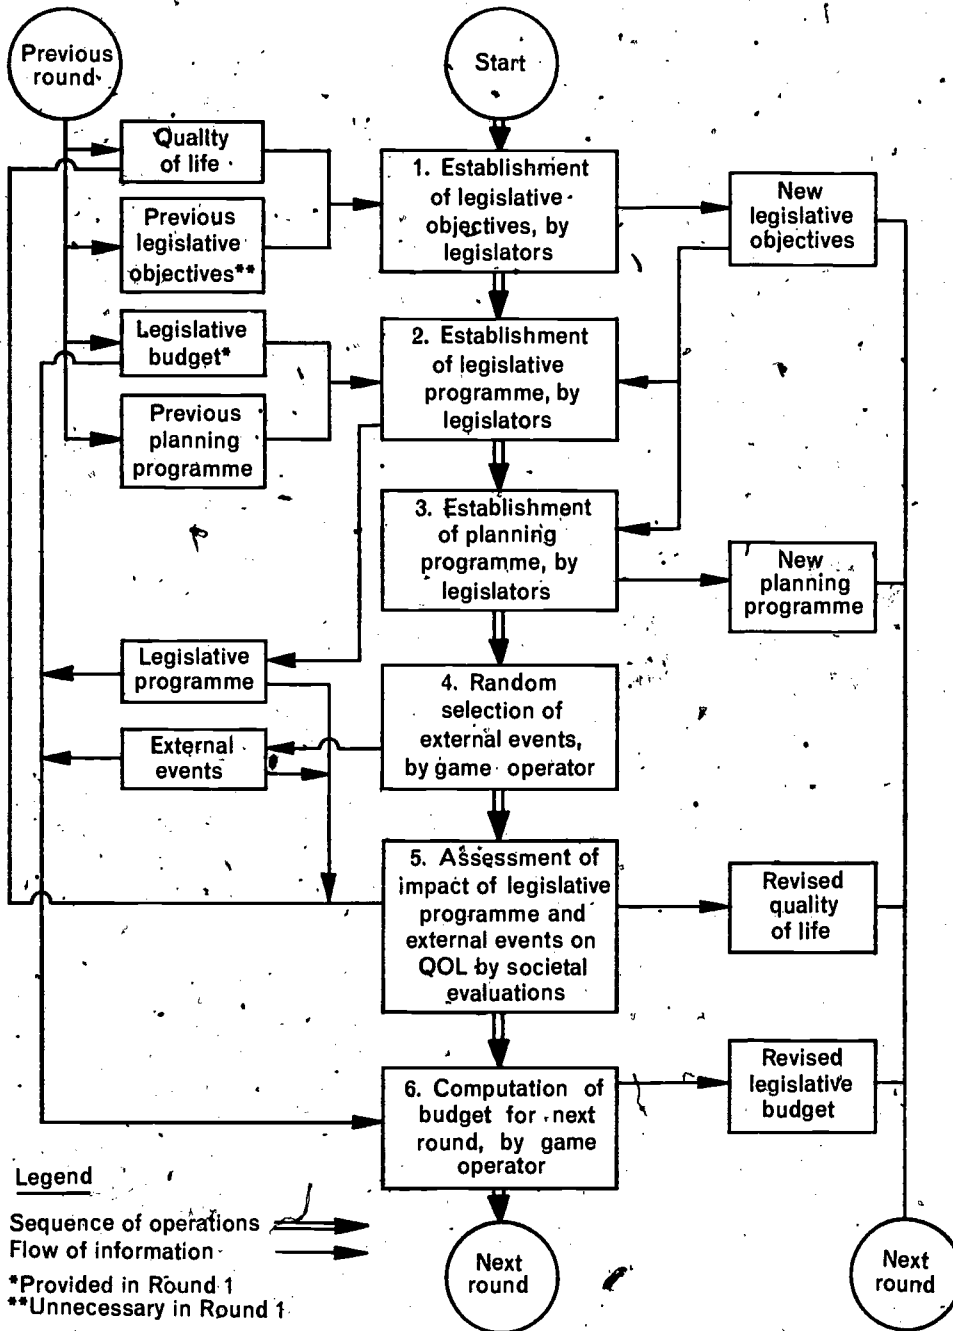 Previous
round
Start
Quality
of life
Previous
legislative
objectives**
Legislative
budget*
Previous
planning
programme
1. Establishment
of legislative
objectives, by
legislators
New
legislative
objectives
2. Establishment
of legislative
programme, by
legislators
3. Establishment
of planning
programme, by
legislators
New
planning
programme
Legislative
programme
External
events
4. Random
selection of
external events,
by game operator
5. Assessment of
impact of legislative
programme and
external events on
QOL by societal
evaluations
Revised
quality
of life
6. Computation of
budget for next
round, by game
operator
Revised
legislative
budget
Legend
Sequence of operations
Flow of information
*Provided in Round 1
**Unnecessary in Round 1
Next
round
Next
round